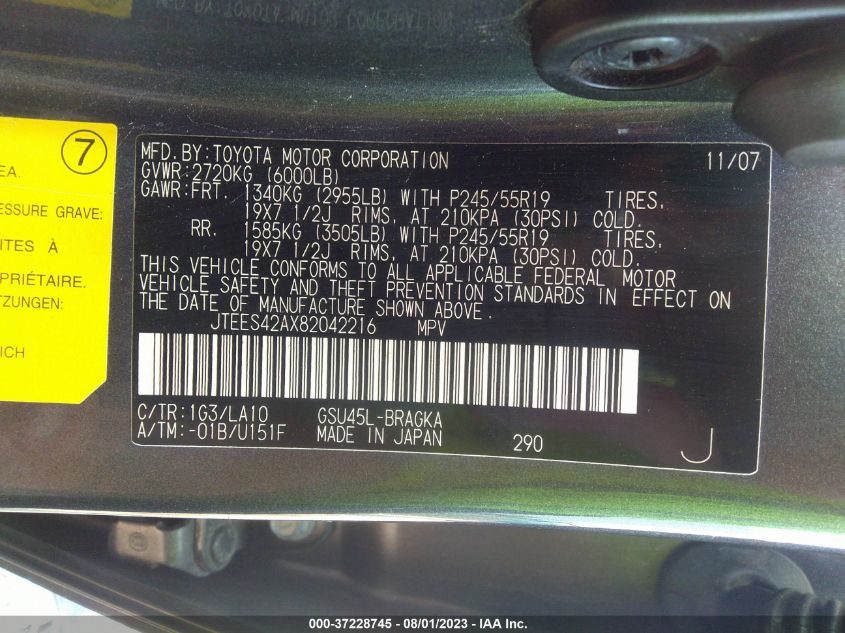 7
EA.
ESSURE GRAVE:
ITES À
PRIÉTAIRE.
TZUNGEN:
ICH
MFD. BY: TOYOTA MOTOR CORPORATION 11/07
GVWR: 2720KG (6000LB)
GAWR: FRT. 1340KG (2955LB) WITH P245/55R19 TIRES,
19X7 1/2J RIMS, AT 210KPA (30PSI) COLD.
RR. 1585KG (3505LB) WITH P245/55R19 TIRES,
19X7 1/2J RIMS, AT 210KPA (30PSI) COLD.
THIS VEHICLE CONFORMS TO ALL APPLICABLE FEDERAL MOTOR
VEHICLE SAFETY AND THEFT PREVENTION STANDARDS IN EFFECT ON
THE DATE OF MANUFACTURE SHOWN ABOVE.
JTEES42AX82042216 MPV
C/TR: 1G3/LA10 GSU45L-BRAGKA
A/TM: -01B/U151F MADE IN JAPAN 290 J
000-37228745 - 08/01/2023 - IAA Inc.